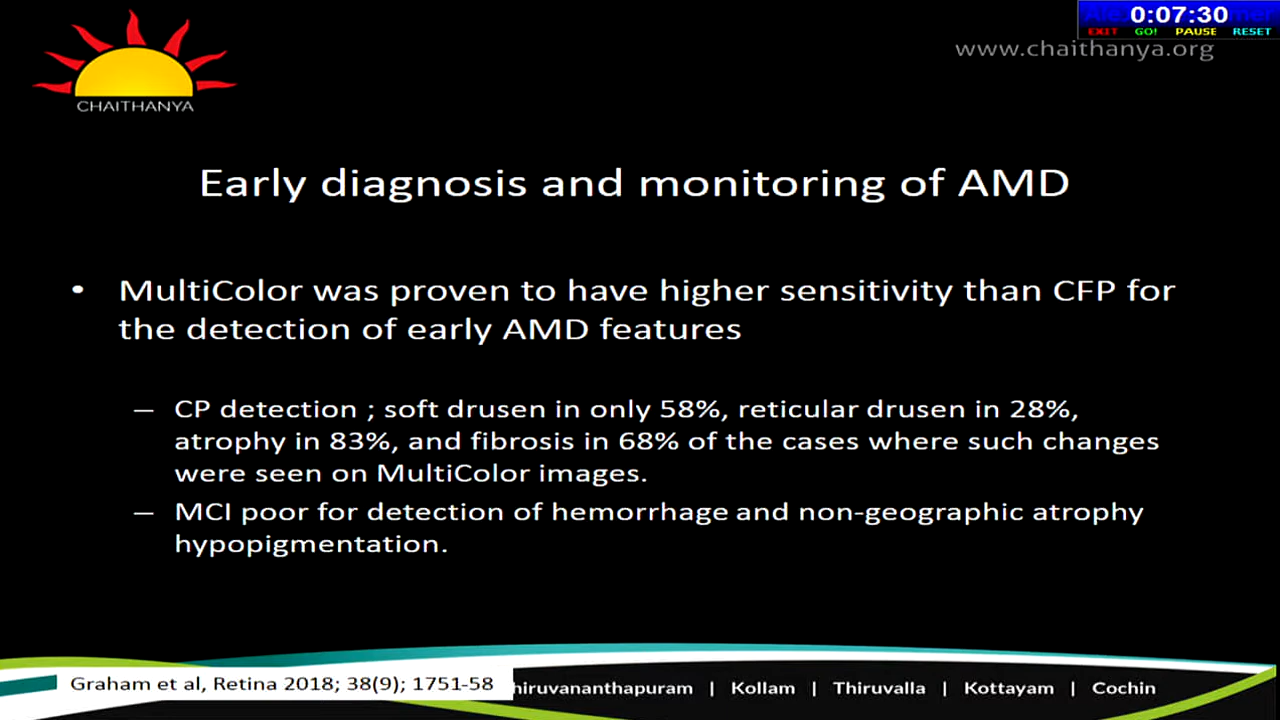 0:07:30
EXIT GO! PAUSE RESET
www.chaithanya.org
CHAITHANYA
Early diagnosis and monitoring of AMD
• MultiColor was proven to have higher sensitivity than CFP for
the detection of early AMD features
– CP detection ; soft drusen in only 58%, reticular drusen in 28%,
atrophy in 83%, and fibrosis in 68% of the cases where such changes
were seen on MultiColor images.
– MCI poor for detection of hemorrhage and non-geographic atrophy
hypopigmentation.
Graham et al, Retina 2018; 38(9); 1751-58
hiruvananthapuram | Kollam | Thiruvalla | Kottayam | Cochin